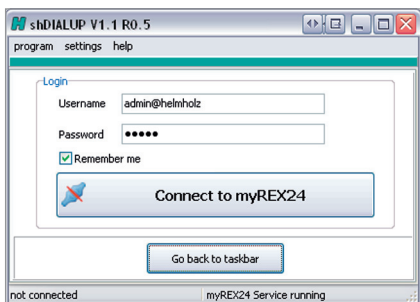 shDIALUP V1.1 R0.5
program settings help
Login
Username admin@helmholz
Password •••••
Remember me
Connect to myREX24
Go back to taskbar
not connected myREX24 Service running